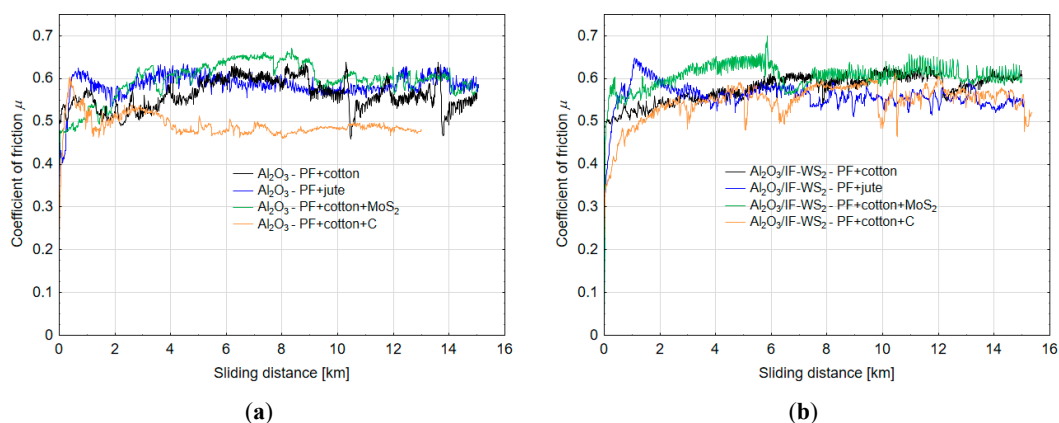 0.7
0.6
0.5
0.4
0.3
0.2
0.1
0
Coefficient of friction μ
0 2 4 6 8 10 12 14 16
Sliding distance [km]
Al₂O₃ - PF+cotton
Al₂O₃ - PF+jute
Al₂O₃ - PF+cotton+MoS₂
Al₂O₃ - PF+cotton+C
(a)
0.7
0.6
0.5
0.4
0.3
0.2
0.1
0
Coefficient of friction μ
0 2 4 6 8 10 12 14 16
Sliding distance [km]
Al₂O₃/IF-WS₂ - PF+cotton
Al₂O₃/IF-WS₂ - PF+jute
Al₂O₃/IF-WS₂ - PF+cotton+MoS₂
Al₂O₃/IF-WS₂ - PF+cotton+C
(b)